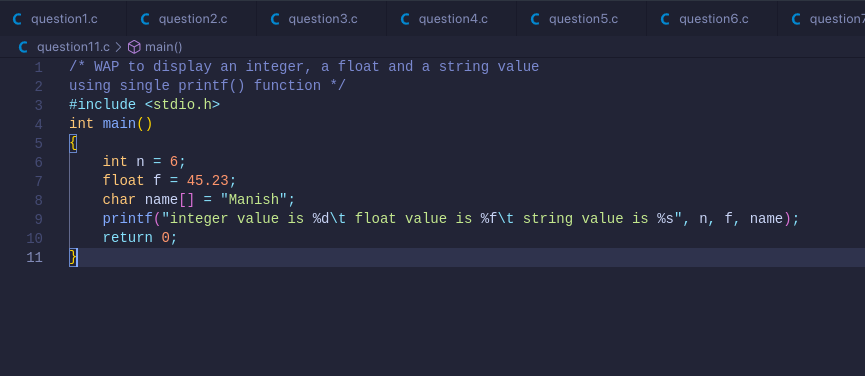 question1.c question2.c question3.c question4.c question5.c question6.c question7
question11.c > main()
1 /* WAP to display an integer, a float and a string value
2 using single printf() function */
3 #include <stdio.h>
4 int main()
5 {
6 int n = 6;
7 float f = 45.23;
8 char name[] = "Manish";
9 printf("integer value is %d\t float value is %f\t string value is %s", n, f, name);
10 return 0;
11 }